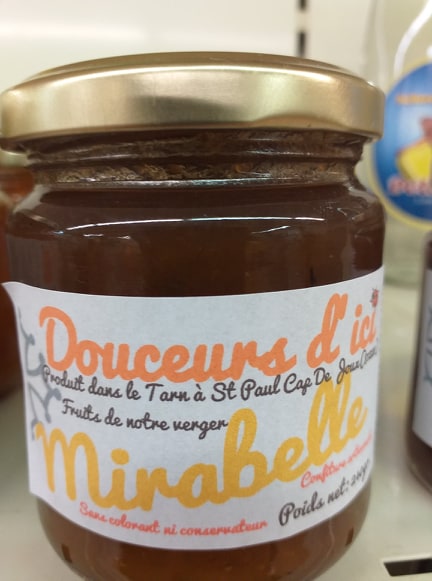 Douceurs d'ici
Produit dans le Tarn à St Paul Cap De Joux
Fruits de notre verger
Mirabelle
Confiture
Sans colorant ni conservateur
Poids net: